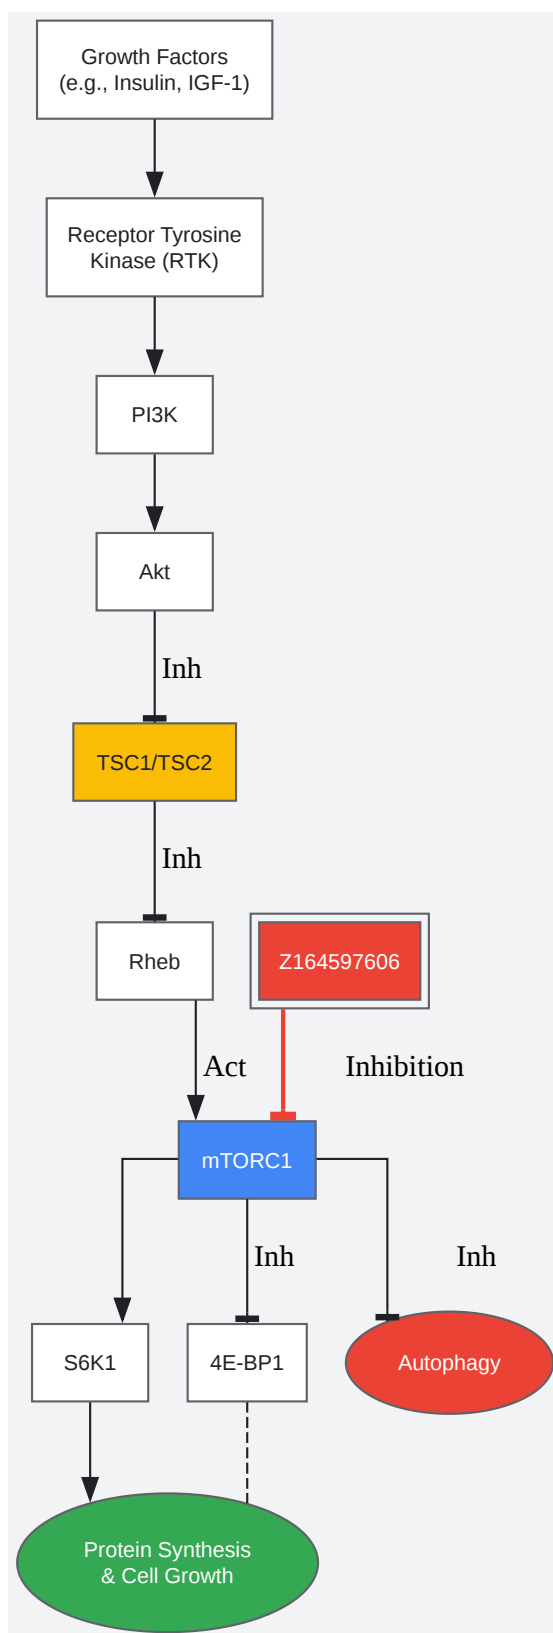 Growth Factors
(e.g., Insulin, IGF-1)
Receptor Tyrosine
Kinase (RTK)
PI3K
Akt
Inh
TSC1/TSC2
Inh
Rheb
Z164597606
Act
Inhibition
mTORC1
Inh
Inh
S6K1
4E-BP1
Autophagy
Protein Synthesis
& Cell Growth